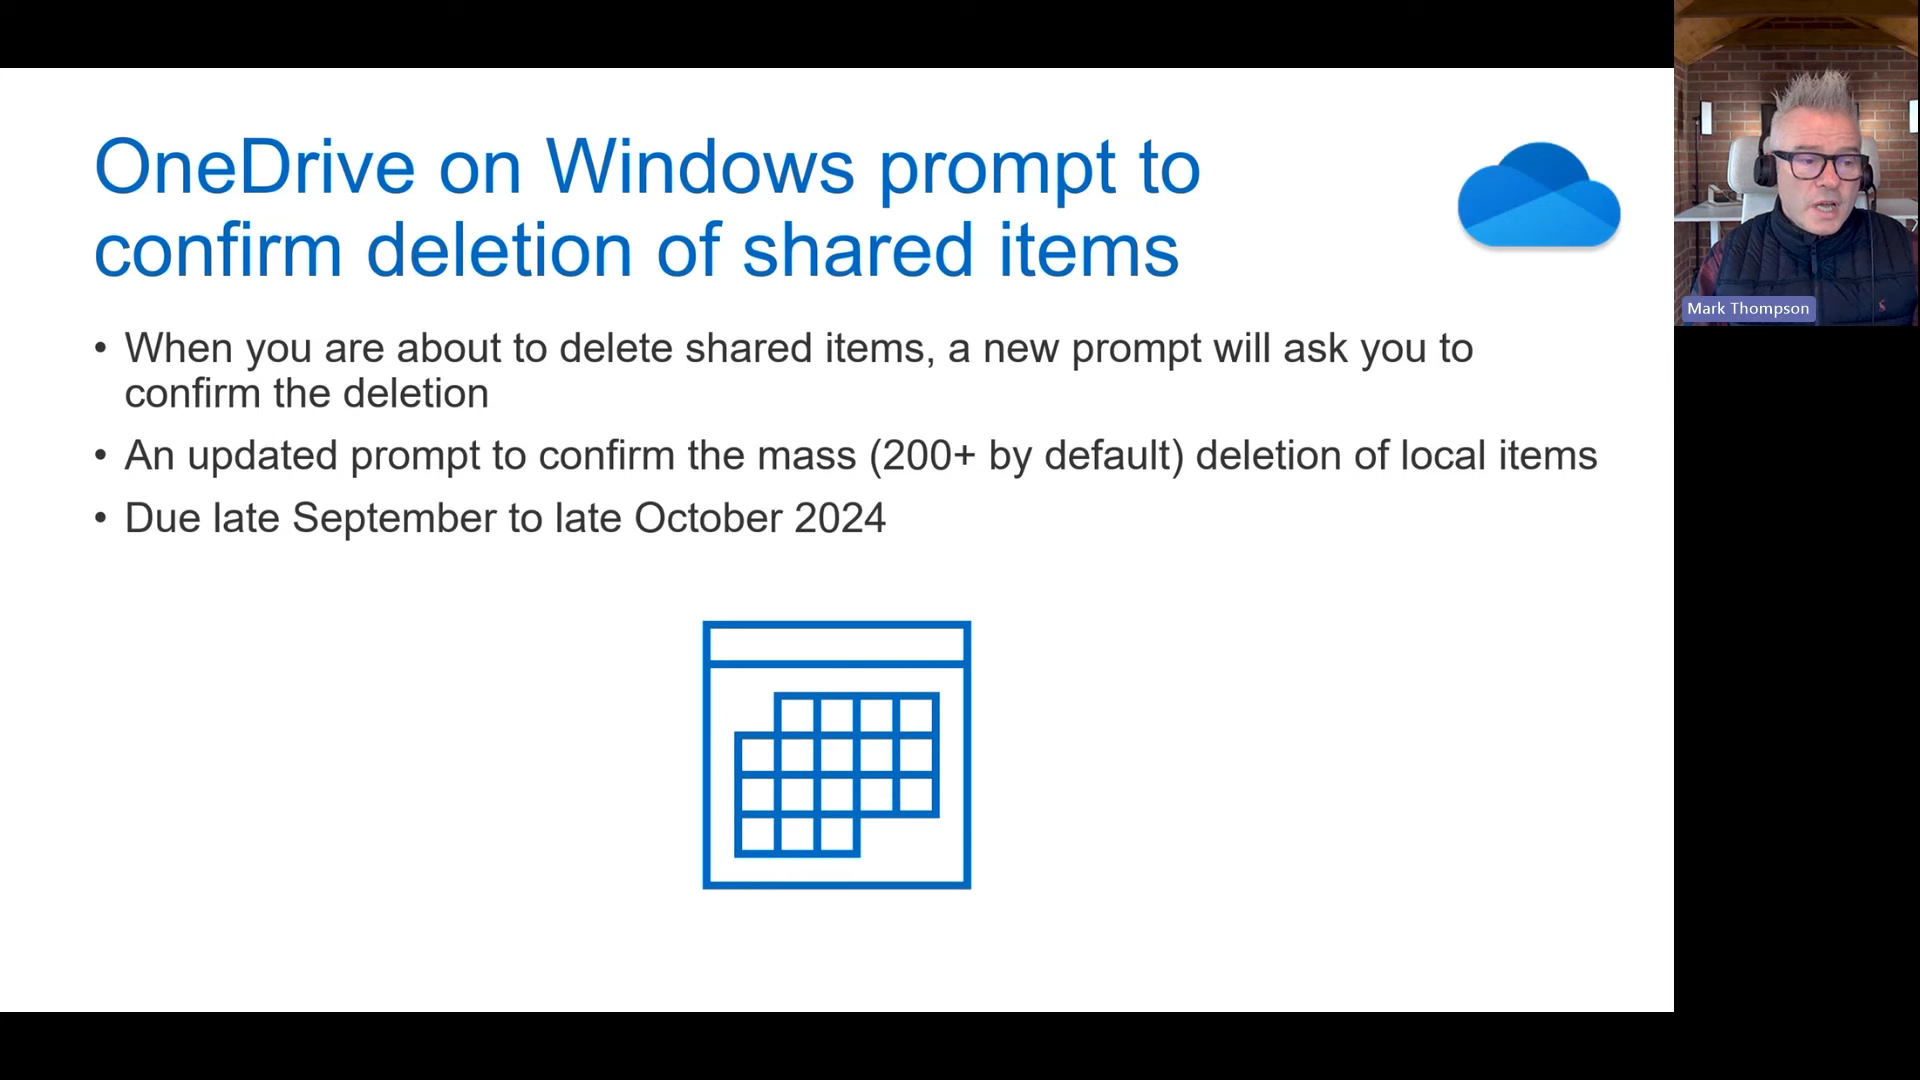 OneDrive on Windows prompt to
confirm deletion of shared items
• When you are about to delete shared items, a new prompt will ask you to
confirm the deletion
• An updated prompt to confirm the mass (200+ by default) deletion of local items
• Due late September to late October 2024
Mark Thompson